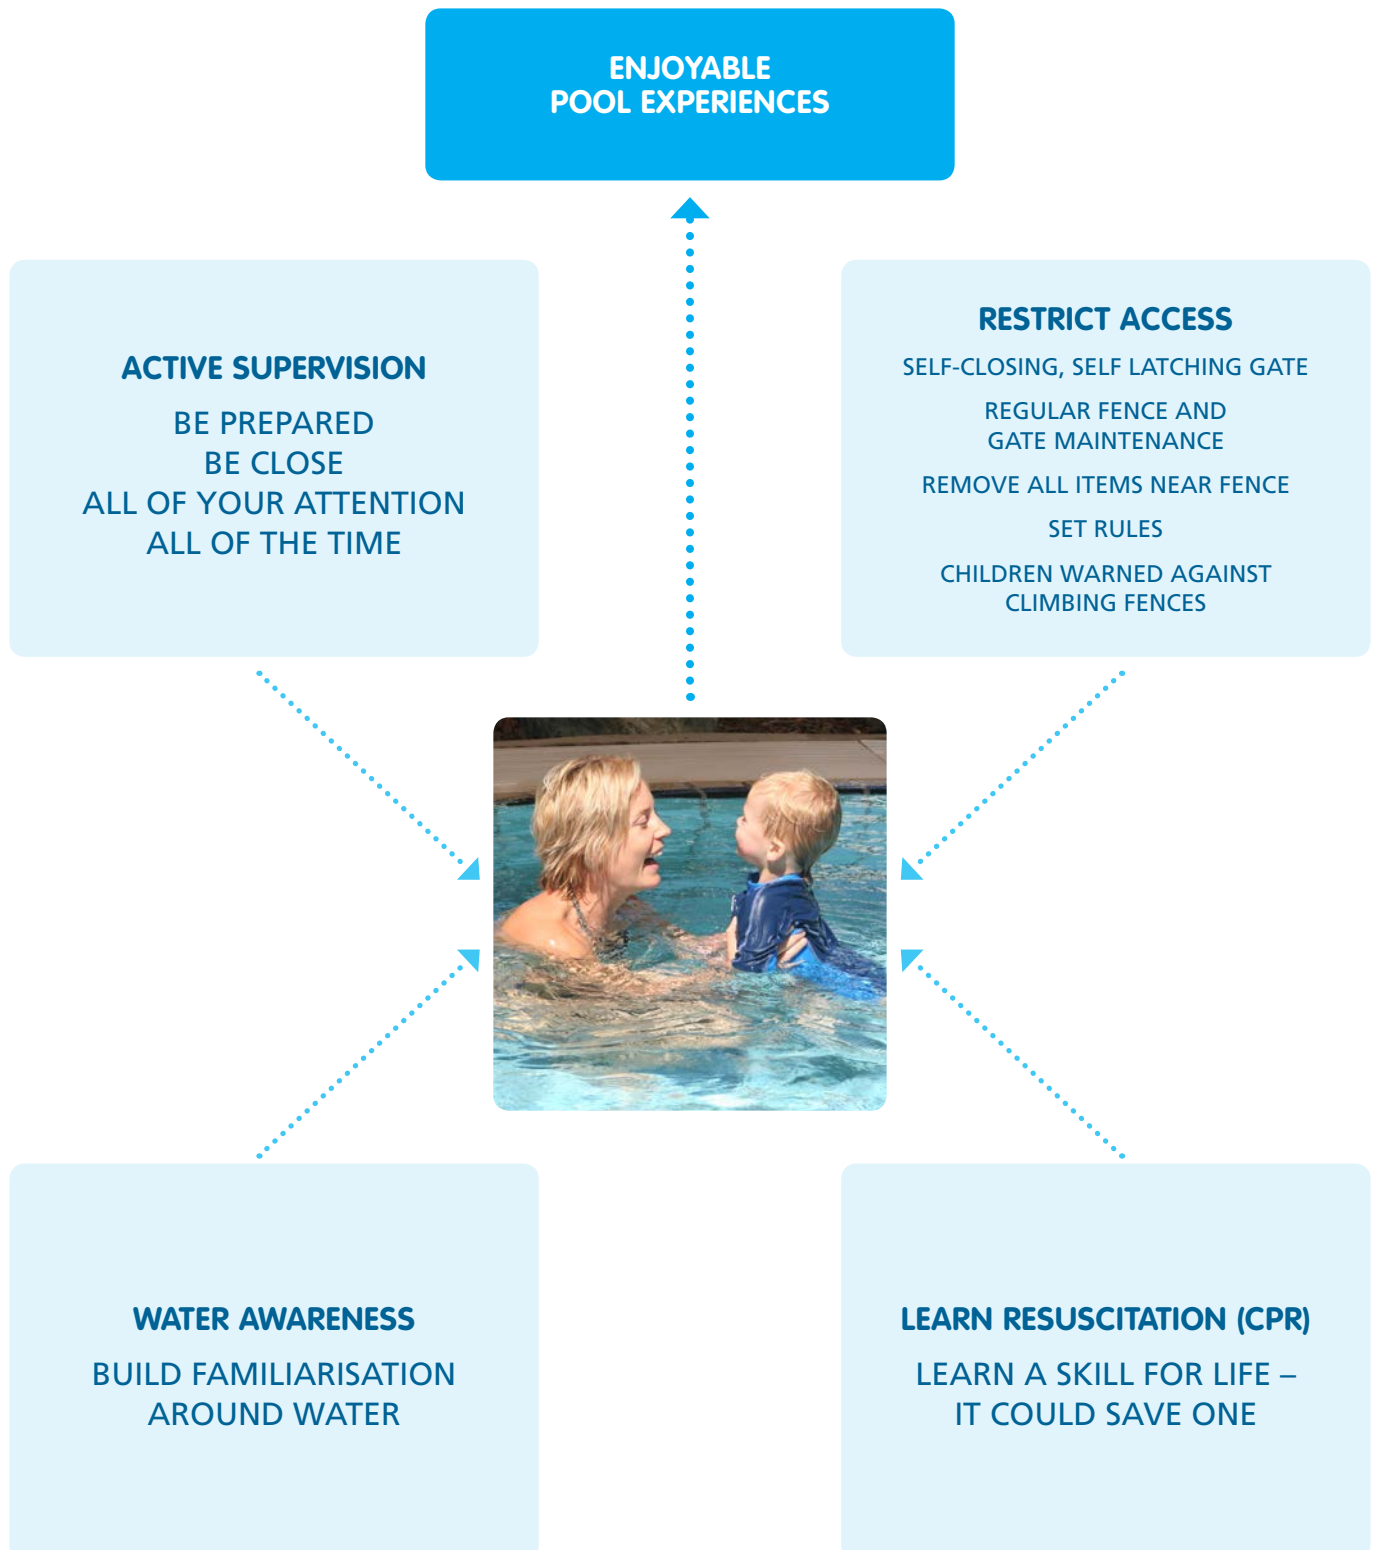 ENJOYABLE
POOL EXPERIENCES
ACTIVE SUPERVISION
BE PREPARED
BE CLOSE
ALL OF YOUR ATTENTION
ALL OF THE TIME
RESTRICT ACCESS
SELF-CLOSING, SELF LATCHING GATE
REGULAR FENCE AND
GATE MAINTENANCE
REMOVE ALL ITEMS NEAR FENCE
SET RULES
CHILDREN WARNED AGAINST
CLIMBING FENCES
WATER AWARENESS
BUILD FAMILIARISATION
AROUND WATER
LEARN RESUSCITATION (CPR)
LEARN A SKILL FOR LIFE –
IT COULD SAVE ONE